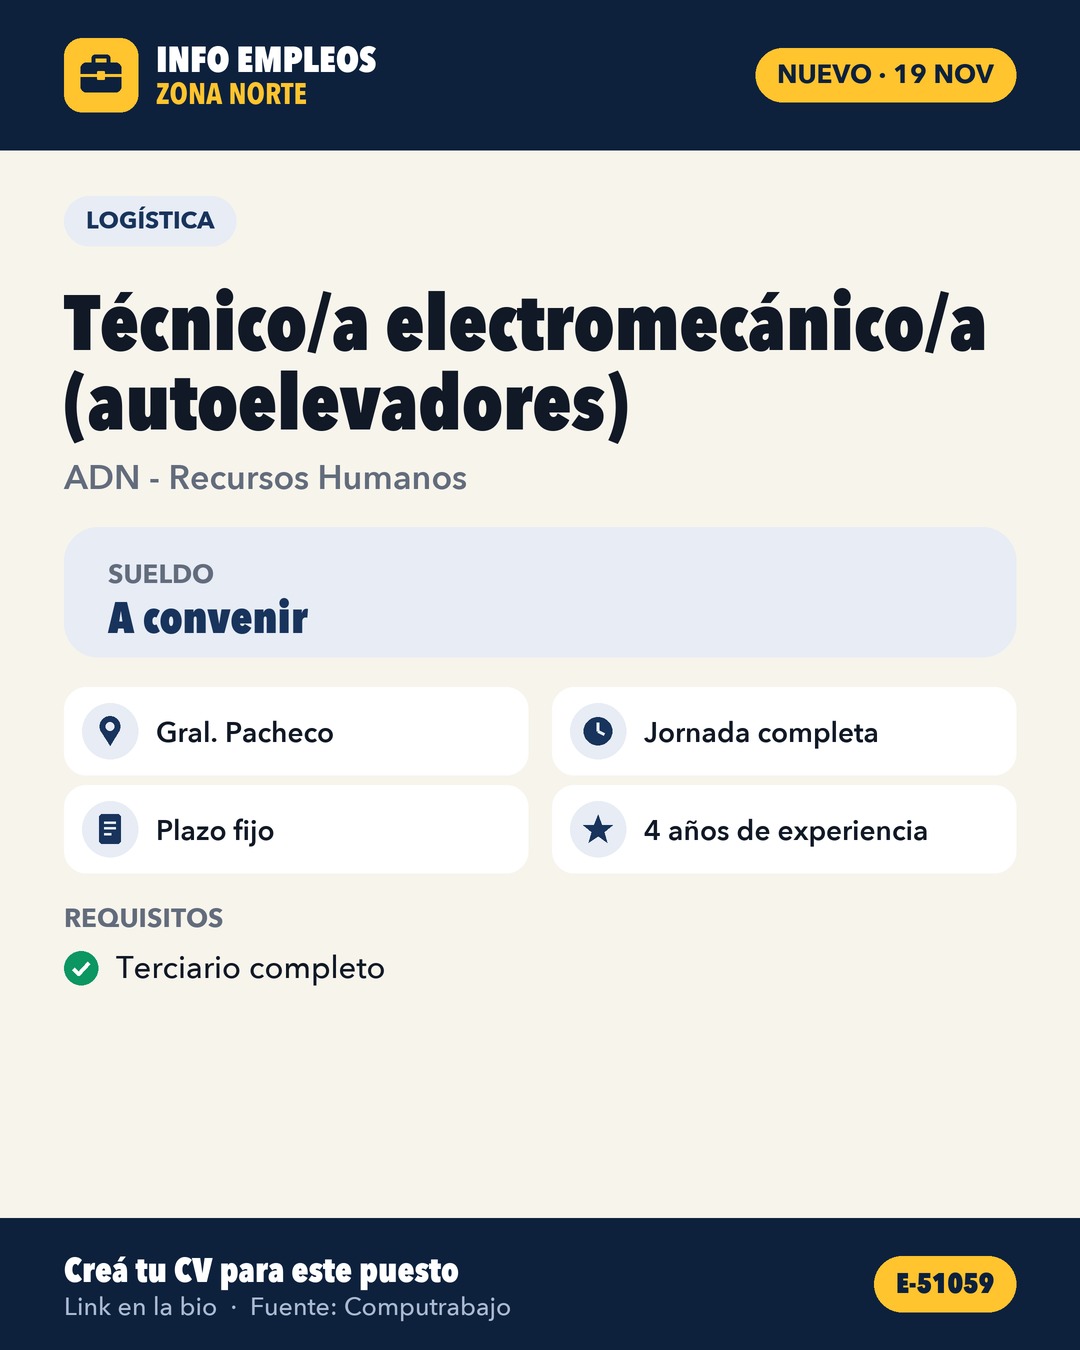 INFO EMPLEOS
ZONA NORTE
NUEVO · 19 NOV
LOGÍSTICA
Técnico/a electromecánico/a
(autoelevadores)
ADN - Recursos Humanos
SUELDO
A convenir
Gral. Pacheco
Jornada completa
Plazo fijo
4 años de experiencia
REQUISITOS
Terciario completo
Creá tu CV para este puesto
Link en la bio · Fuente: Computrabajo
E-51059